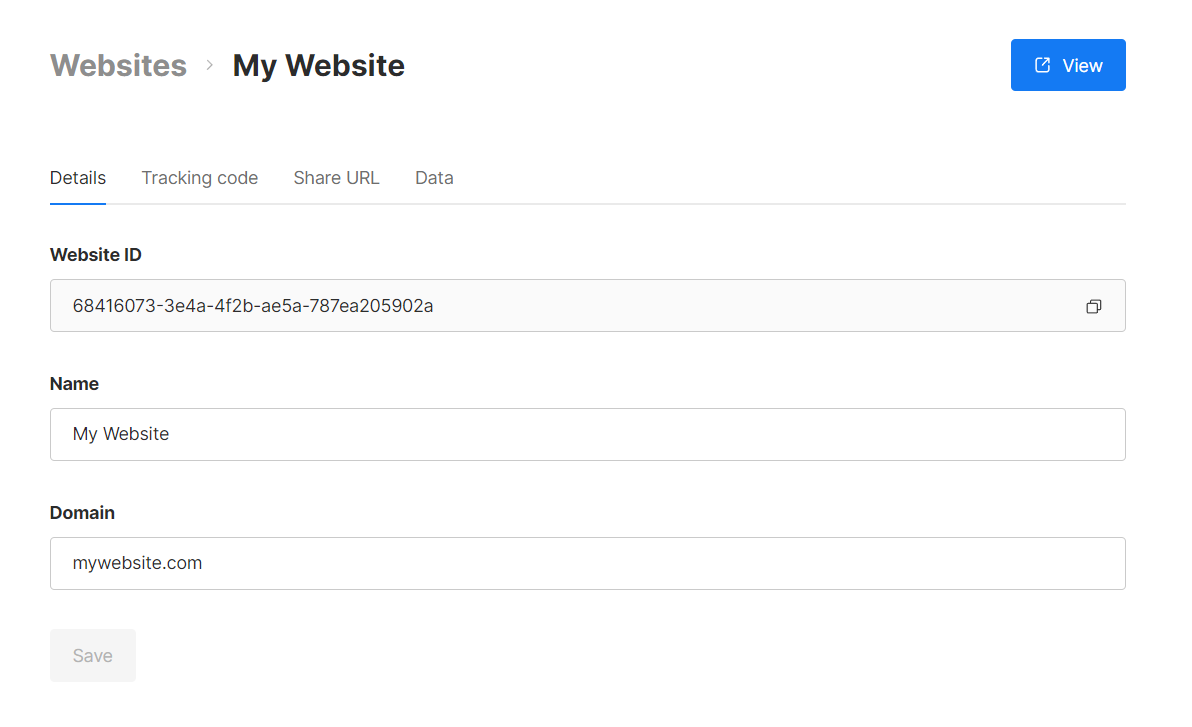 Websites > My Website
View
Details Tracking code Share URL Data
Website ID
68416073-3e4a-4f2b-ae5a-787ea205902a
Name
My Website
Domain
mywebsite.com
Save